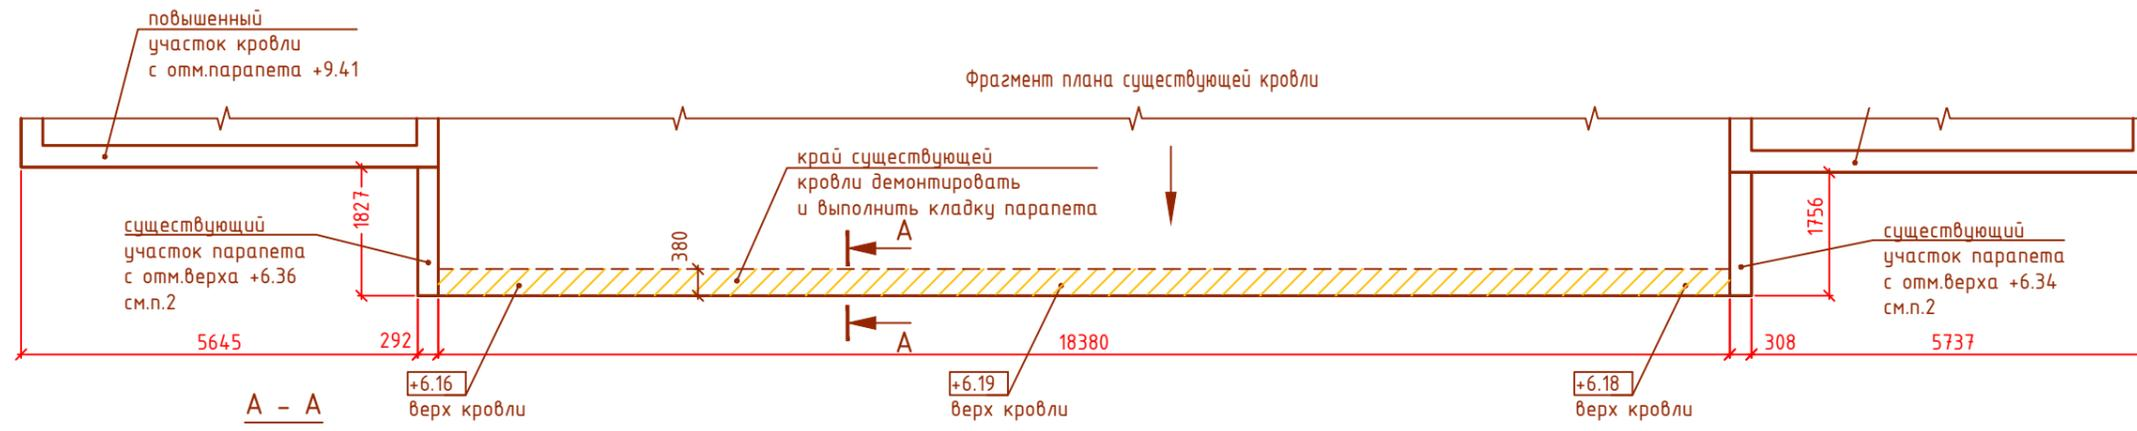 повышенный
участок кровли
с отм.парапета +9.41
Фрагмент плана существующей кровли
край существующей
кровли демонтировать
и выполнить кладку парапета
1827
380
А
1756
существующий
участок парапета
с отм.верха +6.36
см.п.2
существующий
участок парапета
с отм.верха +6.34
см.п.2
А
5645
292
18380
308
5737
+6.16
верх кровли
+6.19
верх кровли
+6.18
верх кровли
А - А